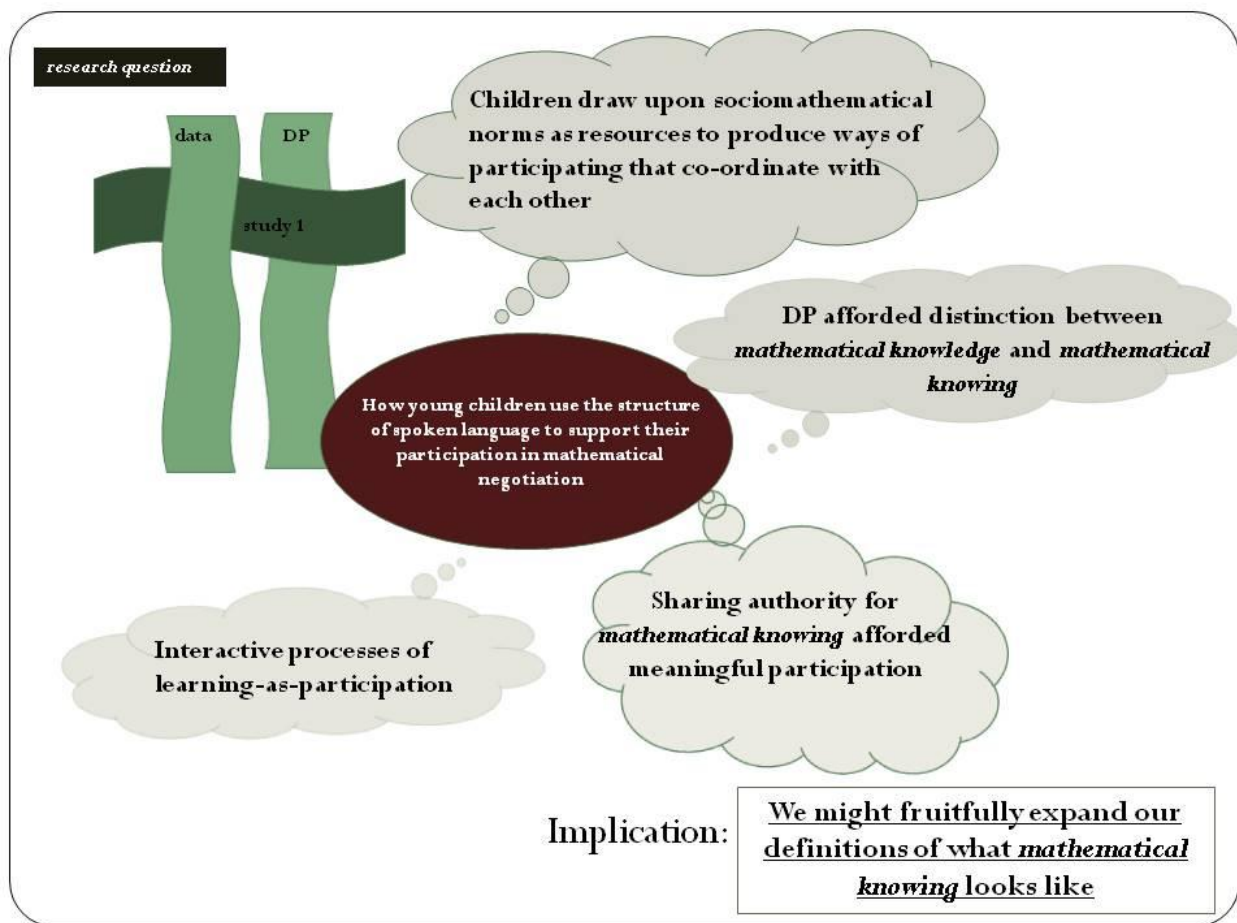 research question
data
DP
study 1
Children draw upon sociomathematical
norms as resources to produce ways of
participating that co-ordinate with
each other
DP afforded distinction between
mathematical knowledge and mathematical
knowing
How young children use the structure
of spoken language to support their
participation in mathematical
negotiation
Sharing authority for
mathematical knowing afforded
meaningful participation
Interactive processes of
learning-as-participation
Implication:
We might fruitfully expand our
definitions of what mathematical
knowing looks like